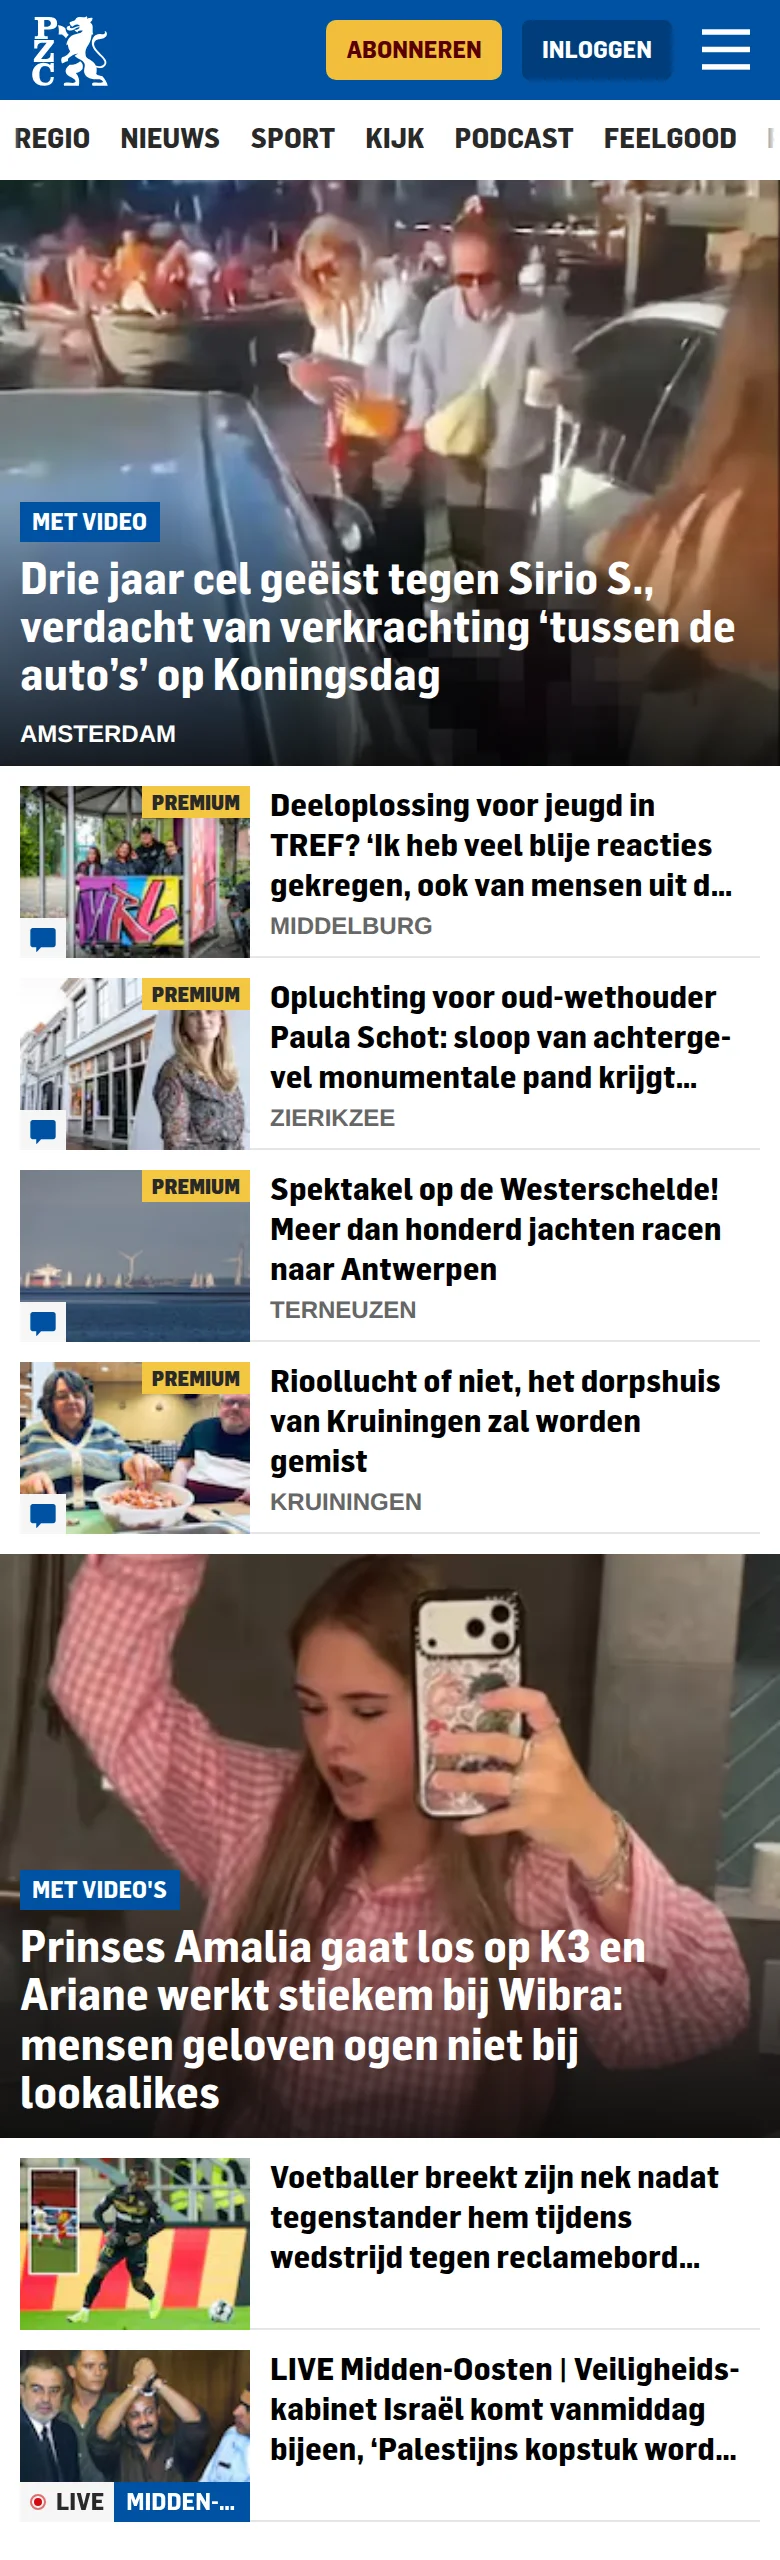 PZC
ABONNEREN
INLOGGEN
REGIO NIEUWS SPORT KIJK PODCAST FEELGOOD
MET VIDEO
Drie jaar cel geëist tegen Sirio S.,
verdacht van verkrachting ‘tussen de
auto’s’ op Koningsdag
AMSTERDAM
PREMIUM
Deeloplossing voor jeugd in
TREF? ‘Ik heb veel blije reacties
gekregen, ook van mensen uit d...
MIDDELBURG
PREMIUM
Opluchting voor oud-wethouder
Paula Schot: sloop van achterge-
vel monumentale pand krijgt...
ZIERIKZEE
PREMIUM
Spektakel op de Westerschelde!
Meer dan honderd jachten racen
naar Antwerpen
TERNEUZEN
PREMIUM
Rioollucht of niet, het dorpshuis
van Kruiningen zal worden
gemist
KRUININGEN
MET VIDEO'S
Prinses Amalia gaat los op K3 en
Ariane werkt stiekem bij Wibra:
mensen geloven ogen niet bij
lookalikes
Voetballer breekt zijn nek nadat
tegenstander hem tijdens
wedstrijd tegen reclamebord...
LIVE Midden-Oosten | Veiligheids-
kabinet Israël komt vanmiddag
bijeen, ‘Palestijns kopstuk word...
LIVE MIDDEN-...